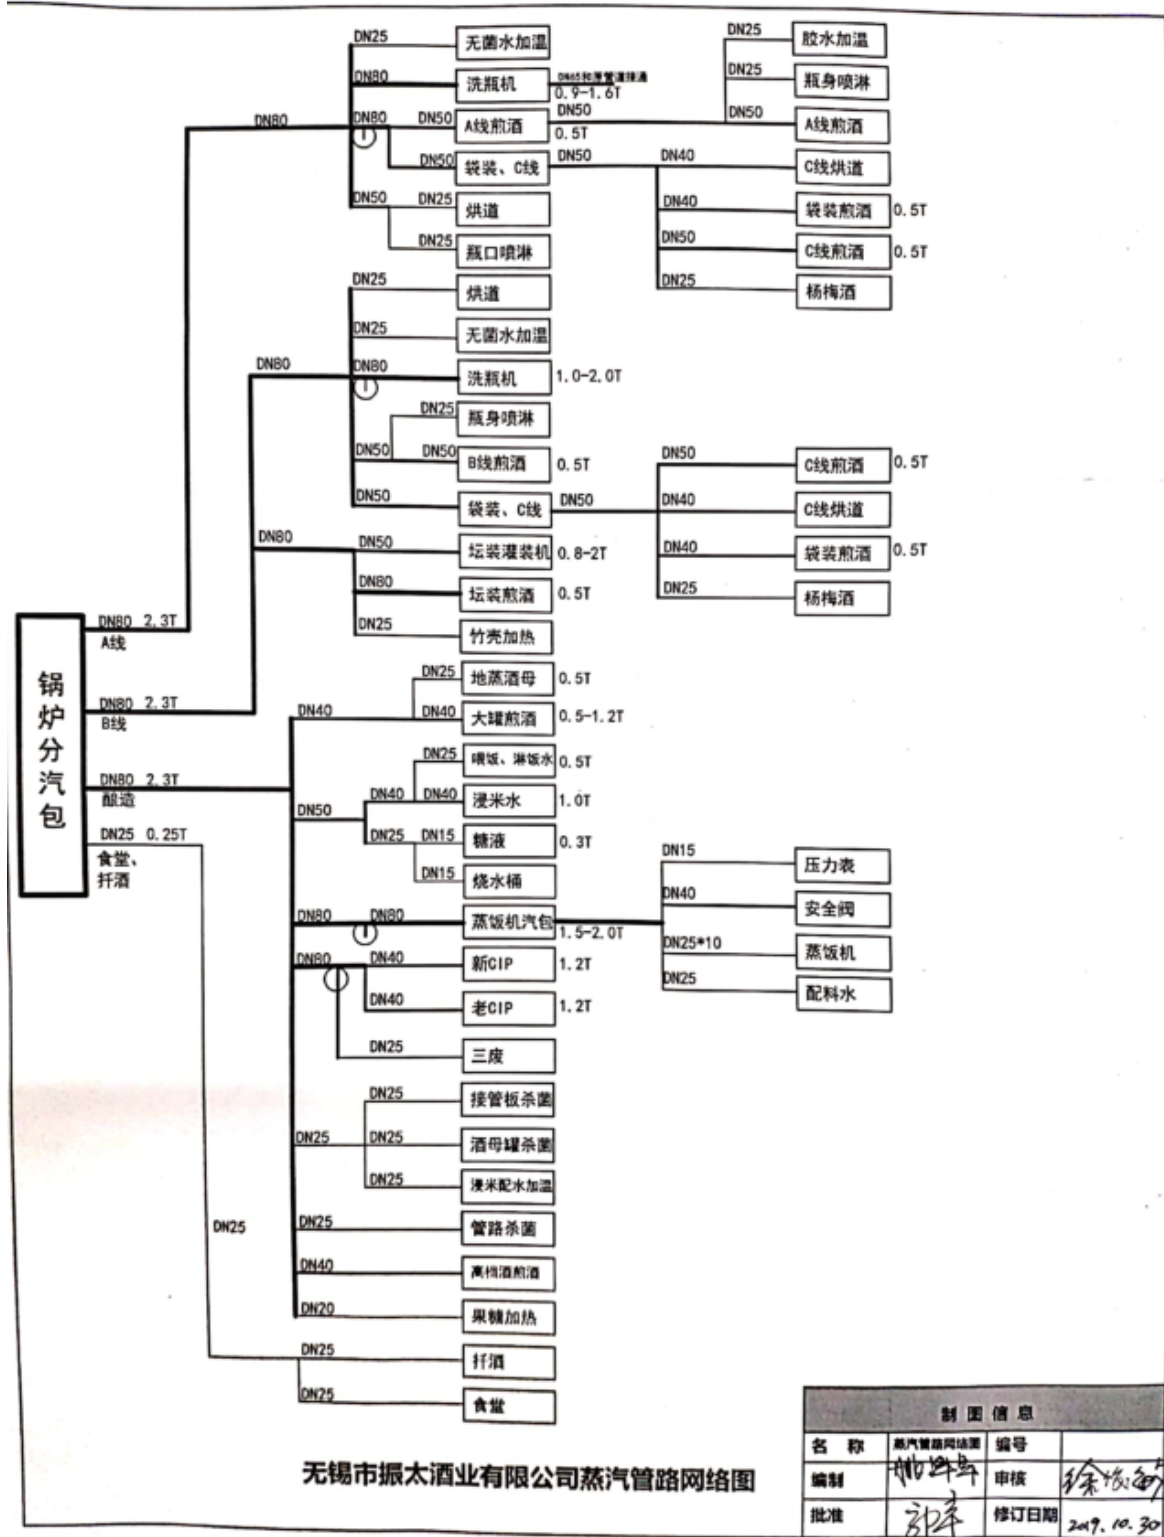 DN25 无菌水加温
DN80 洗瓶机 DN65和原管道接通
0.9-1.6T
DN80
DN80 DN50 A线煎酒 DN50
0.5T
DN25 胶水加温
DN25 瓶身喷淋
DN50 A线煎酒
DN50 袋装、C线 DN50
DN40 C线烘道
DN40 袋装煎酒 0.5T
DN50 C线煎酒 0.5T
DN25 杨梅酒
DN50 DN25 烘道
DN25 瓶口喷淋
DN25 烘道
DN25 无菌水加温
DN80
DN80 洗瓶机 1.0-2.0T
DN25 瓶身喷淋
DN50 DN50 B线煎酒 0.5T
DN50 袋装、C线 DN50
DN50 C线煎酒 0.5T
DN40 C线烘道
DN40 袋装煎酒 0.5T
DN25 杨梅酒
DN80
DN50 坛装灌装机 0.8-2T
DN80 坛装煎酒 0.5T
DN25 竹壳加热
锅炉分汽包
DN80 2.3T
A线
DN80 2.3T
B线
DN80 2.3T
酿造
DN25 0.25T
食堂、
扦酒
DN25 地蒸酒母 0.5T
DN40 DN40 大罐煎酒 0.5-1.2T
DN25 喂饭、淋饭水 0.5T
DN50 DN40 DN40 浸米水 1.0T
DN25 DN15 糖液 0.3T
DN15 烧水桶
DN80 DN80 蒸饭机汽包
1.5-2.0T
DN15 压力表
DN40 安全阀
DN25*10 蒸饭机
DN25 配料水
DN80 DN40 新CIP 1.2T
DN40 老CIP 1.2T
DN25 三废
DN25 接管板杀菌
DN25 DN25 酒母罐杀菌
DN25 浸米配水加温
DN25
DN25 管路杀菌
DN40 高档酒煎酒
DN20 果糖加热
DN25 扦酒
DN25 食堂
无锡市振太酒业有限公司蒸汽管路网络图
制图信息
名 称 蒸汽管路网络图 编号
编制 审核
批准 修订日期 2019.10.30